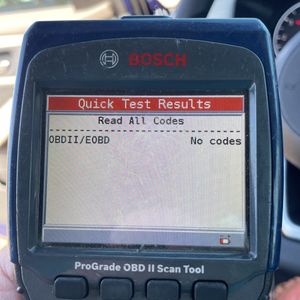 BOSCH
Quick Test Results
Read All Codes
--------------------------------
OBDII/EOBD No codes
ProGrade OBD II Scan Tool